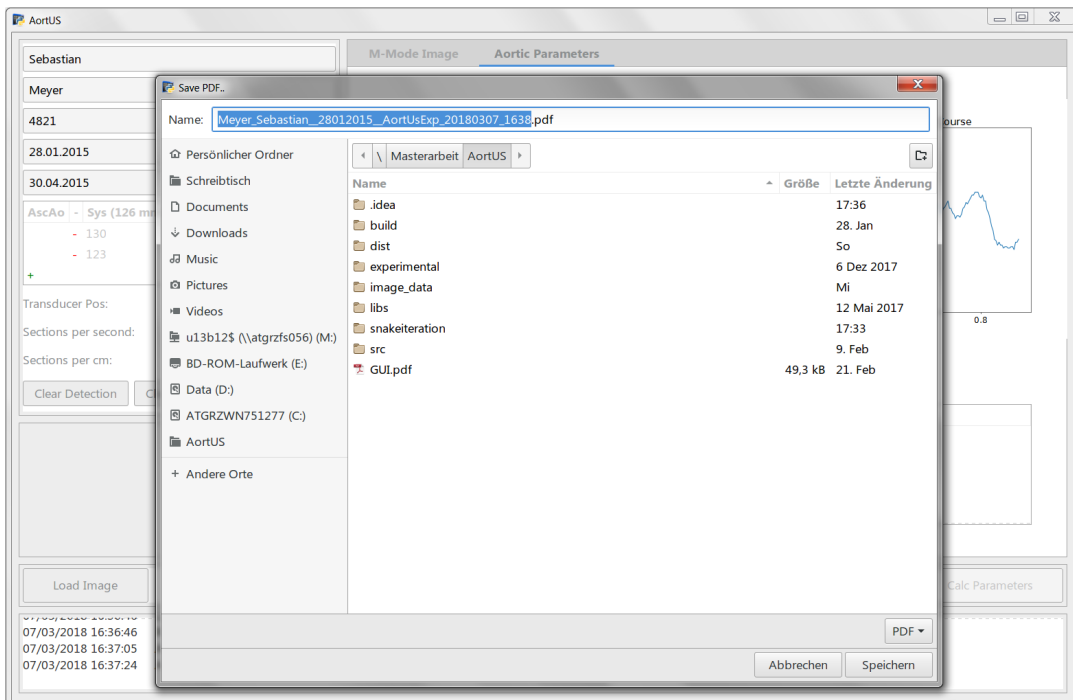 AortUS
Sebastian
Meyer
4821
28.01.2015
30.04.2015
AscAo - Sys (126 mm
- 130
- 123
+
Transducer Pos:
Sections per second:
Sections per cm:
Clear Detection
Load Image
07/03/2018 16:36:46
07/03/2018 16:37:05
07/03/2018 16:37:24
M-Mode Image Aortic Parameters
ourse
0.8
Calc Parameters
Save PDF..
Name: Meyer_Sebastian__28012015__AortUsExp_20180307_1638.pdf
Persönlicher Ordner
Schreibtisch
Documents
Downloads
Music
Pictures
Videos
u13b12$ (\\atgrzfs056) (M:)
BD-ROM-Laufwerk (E:)
Data (D:)
ATGRZWN751277 (C:)
AortUS
+ Andere Orte
\ Masterarbeit AortUS
Name Größe Letzte Änderung
.idea 17:36
build 28. Jan
dist So
experimental 6 Dez 2017
image_data Mi
libs 12 Mai 2017
snakeiteration 17:33
src 9. Feb
GUI.pdf 49,3 kB 21. Feb
PDF
Abbrechen Speichern